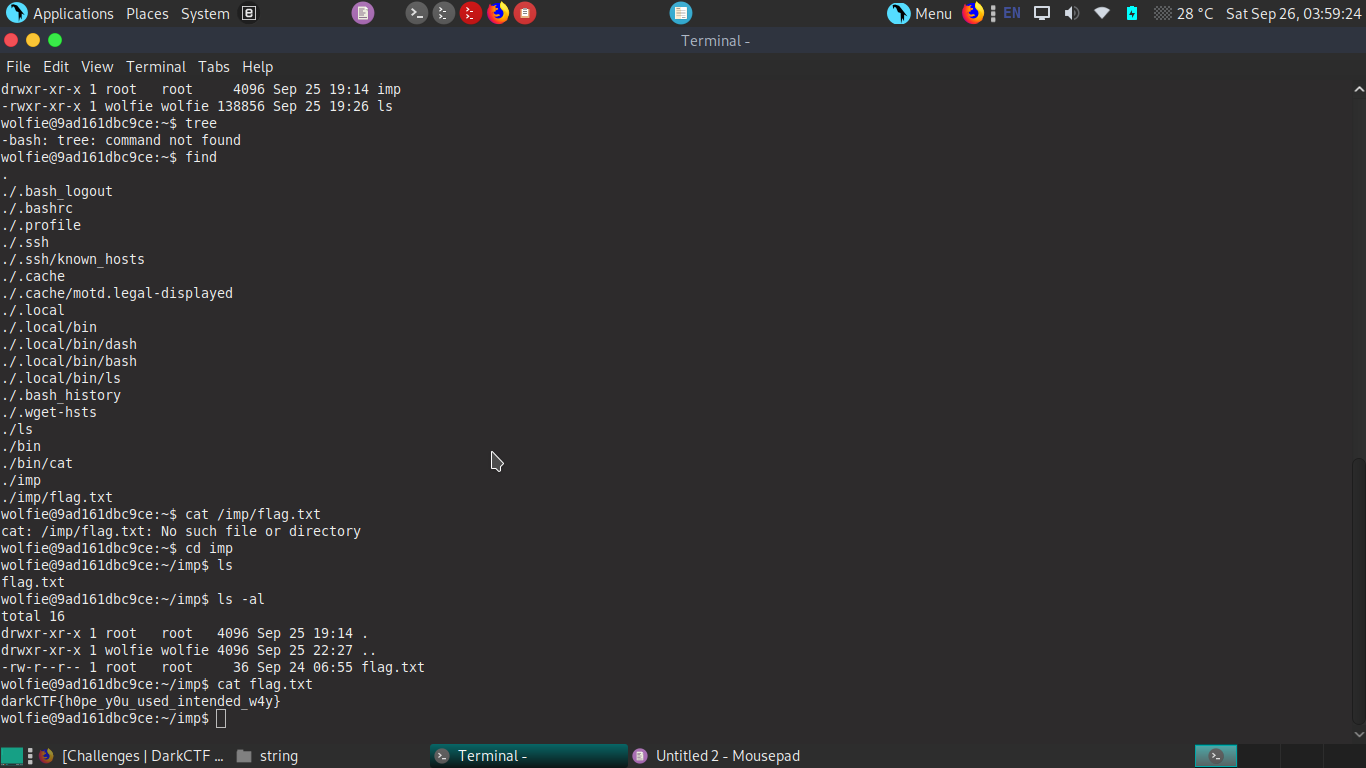 Applications Places System Menu EN 28 °C Sat Sep 26, 03:59:24
Terminal -
File Edit View Terminal Tabs Help
drwxr-xr-x 1 root   root     4096 Sep 25 19:14 imp
-rwxr-xr-x 1 wolfie wolfie 138856 Sep 25 19:26 ls
wolfie@9ad161dbc9ce:~$ tree
-bash: tree: command not found
wolfie@9ad161dbc9ce:~$ find
.
./.bash_logout
./.bashrc
./.profile
./.ssh
./.ssh/known_hosts
./.cache
./.cache/motd.legal-displayed
./.local
./.local/bin
./.local/bin/dash
./.local/bin/bash
./.local/bin/ls
./.bash_history
./.wget-hsts
./ls
./bin
./bin/cat
./imp
./imp/flag.txt
wolfie@9ad161dbc9ce:~$ cat /imp/flag.txt
cat: /imp/flag.txt: No such file or directory
wolfie@9ad161dbc9ce:~$ cd imp
wolfie@9ad161dbc9ce:~/imp$ ls
flag.txt
wolfie@9ad161dbc9ce:~/imp$ ls -al
total 16
drwxr-xr-x 1 root   root   4096 Sep 25 19:14 .
drwxr-xr-x 1 wolfie wolfie 4096 Sep 25 22:27 ..
-rw-r--r-- 1 root   root     36 Sep 24 06:55 flag.txt
wolfie@9ad161dbc9ce:~/imp$ cat flag.txt
darkCTF{h0pe_y0u_used_intended_w4y}
wolfie@9ad161dbc9ce:~/imp$
[Challenges | DarkCTF ... string Terminal - Untitled 2 - Mousepad